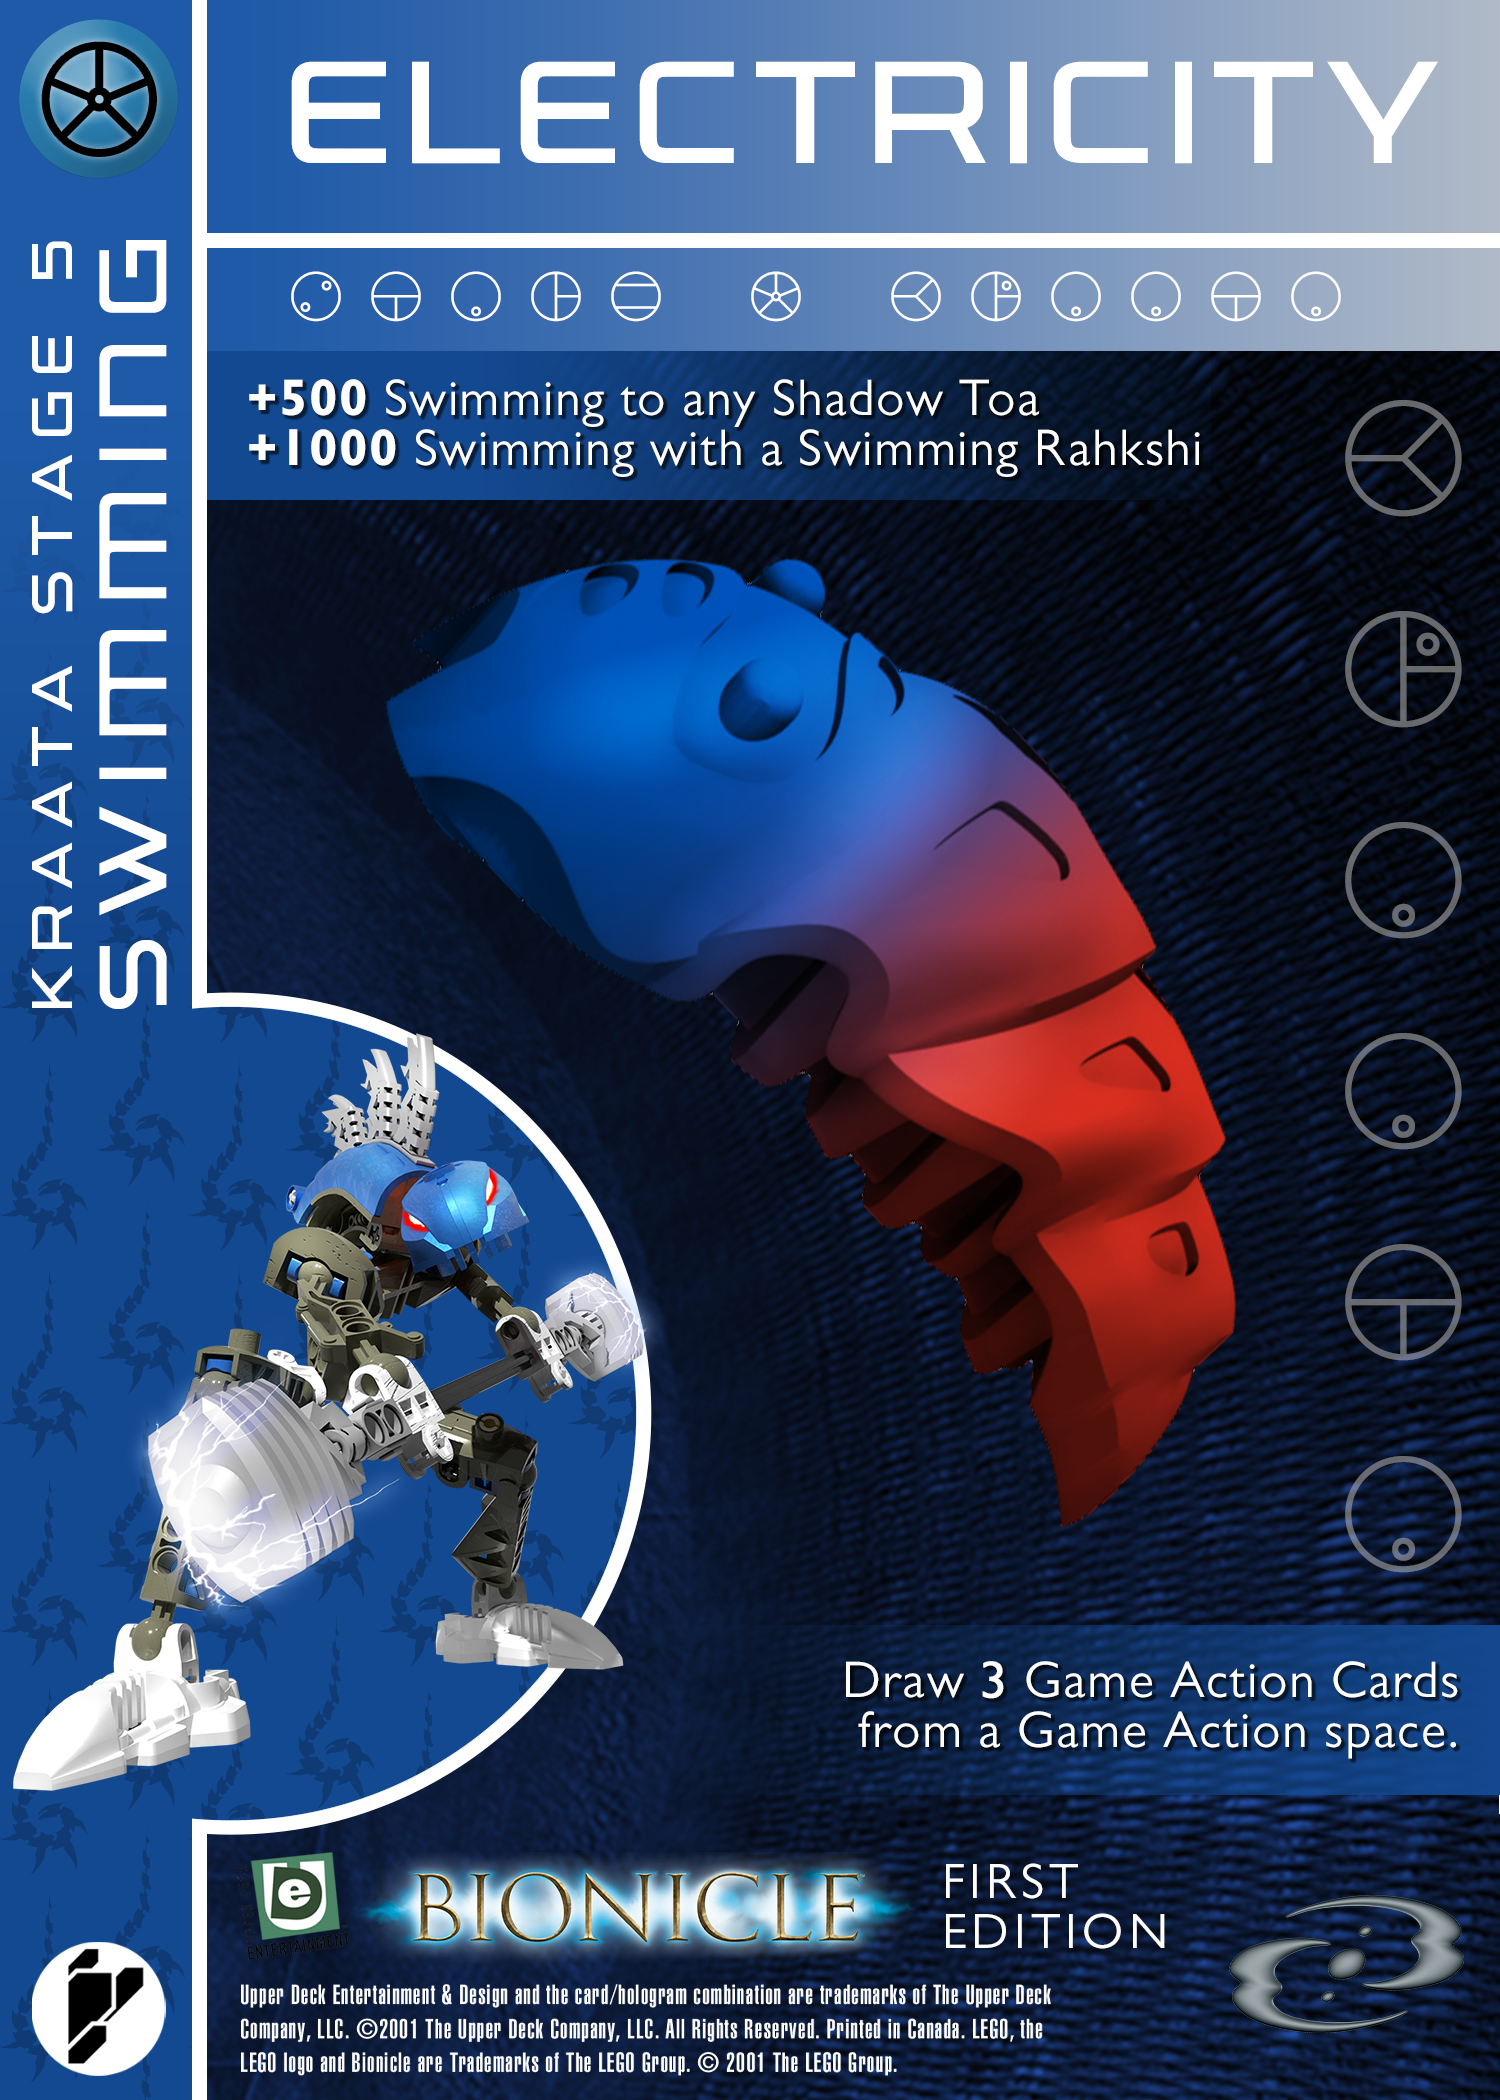 ELECTRICITY
KRAATA STAGE 5
SWIMMING
+500 Swimming to any Shadow Toa
+1000 Swimming with a Swimming Rahkshi
Draw 3 Game Action Cards
from a Game Action space.
e
ENTERTAINMENT
BIONICLE
FIRST
EDITION
Upper Deck Entertainment & Design and the card/hologram combination are trademarks of The Upper Deck
Company, LLC. ©2001 The Upper Deck Company, LLC. All Rights Reserved. Printed in Canada. LEGO, the
LEGO logo and Bionicle are Trademarks of The LEGO Group. © 2001 The LEGO Group.